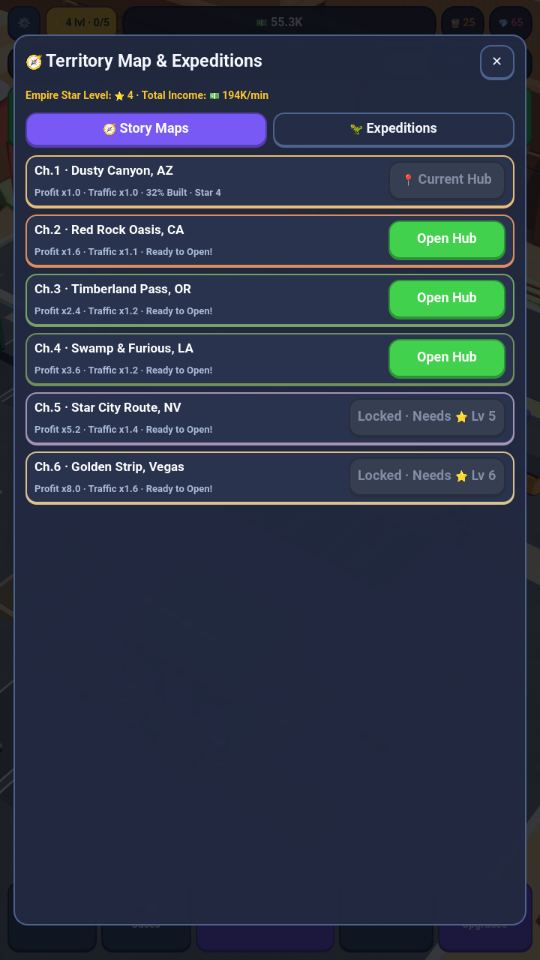 4 lvl · 0/5
55.3K
25
65
Territory Map & Expeditions
×
Empire Star Level: ⭐ 4 · Total Income: 💵 194K/min
Story Maps
Expeditions
Ch.1 · Dusty Canyon, AZ
Profit x1.0 · Traffic x1.0 · 32% Built · Star 4
Current Hub
Ch.2 · Red Rock Oasis, CA
Profit x1.6 · Traffic x1.1 · Ready to Open!
Open Hub
Ch.3 · Timberland Pass, OR
Profit x2.4 · Traffic x1.2 · Ready to Open!
Open Hub
Ch.4 · Swamp & Furious, LA
Profit x3.6 · Traffic x1.2 · Ready to Open!
Open Hub
Ch.5 · Star City Route, NV
Profit x5.2 · Traffic x1.4 · Ready to Open!
Locked · Needs ⭐ Lv 5
Ch.6 · Golden Strip, Vegas
Profit x8.0 · Traffic x1.6 · Ready to Open!
Locked · Needs ⭐ Lv 6